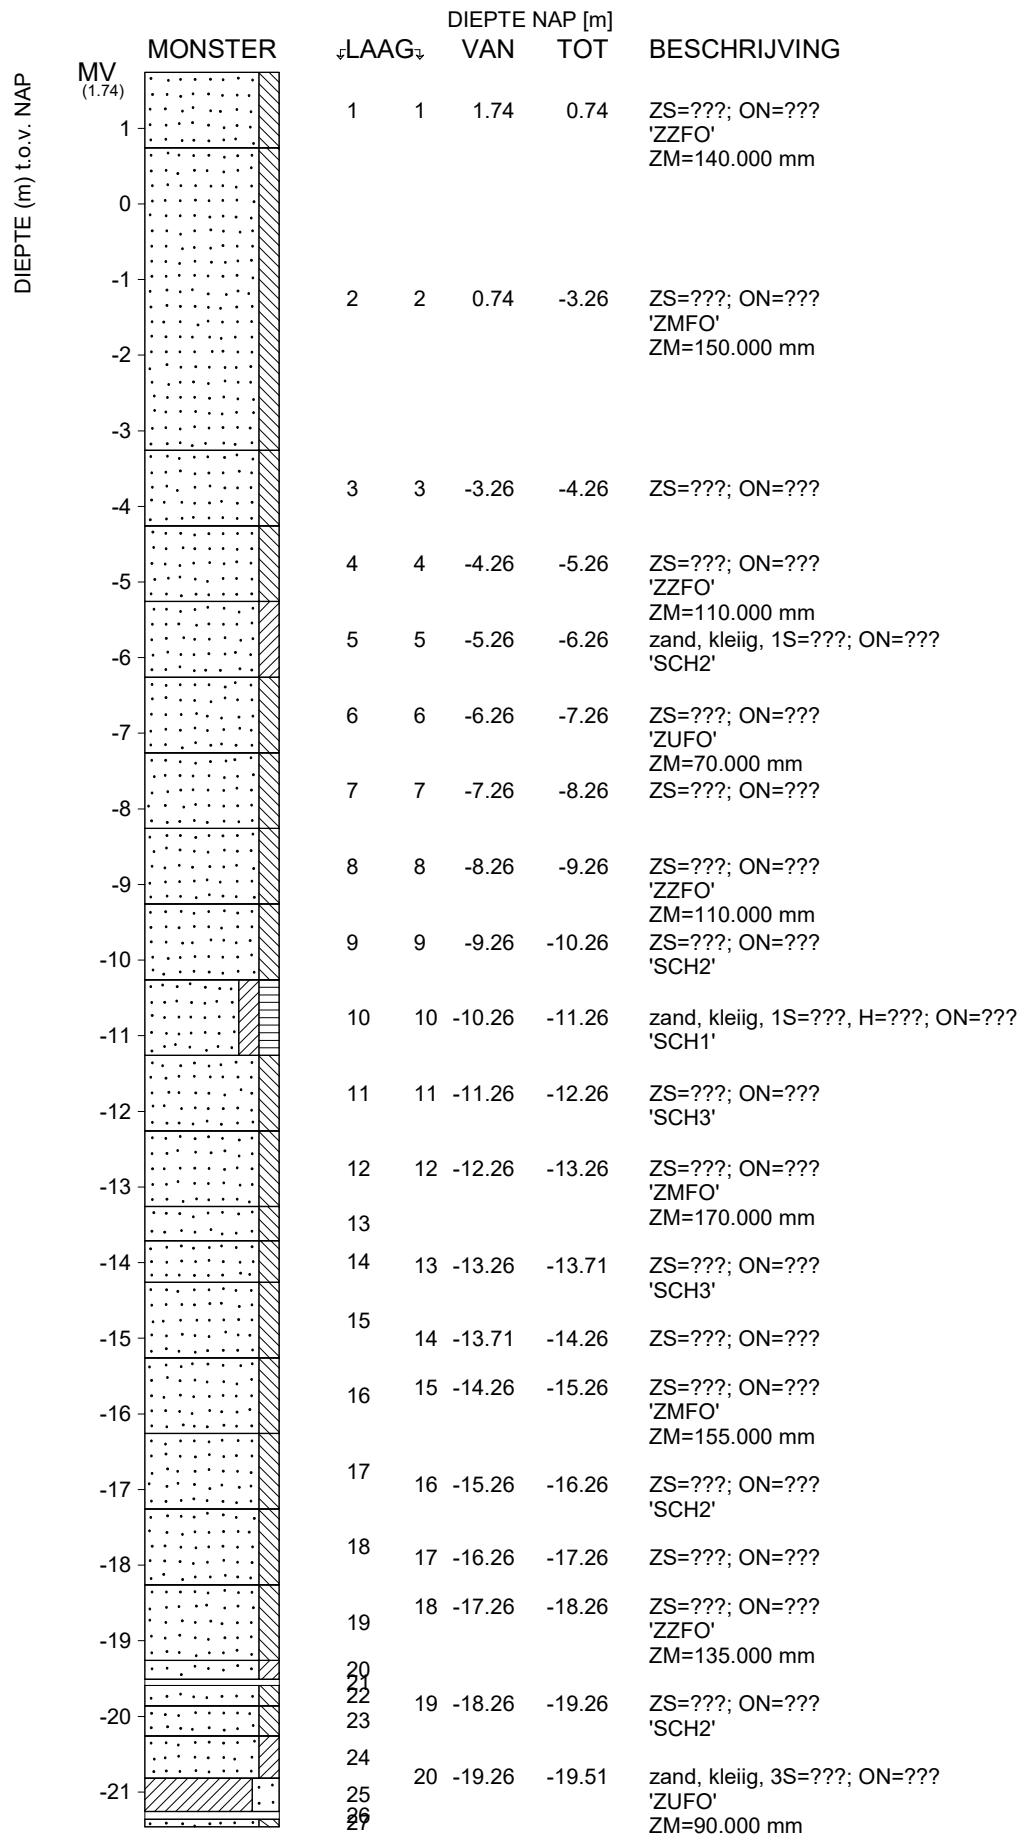 DIEPTE NAP [m]
MONSTER LAAG VAN TOT BESCHRIJVING
MV
(1.74)
DIEPTE (m) t.o.v. NAP
1 1 1.74 0.74 ZS=???; ON=???
'ZZFO'
1
ZM=140.000 mm
0
-1
2 2 0.74 -3.26 ZS=???; ON=???
'ZMFO'
ZM=150.000 mm
-2
-3
3 3 -3.26 -4.26 ZS=???; ON=???
-4
4 4 -4.26 -5.26 ZS=???; ON=???
-5
'ZZFO'
ZM=110.000 mm
5 5 -5.26 -6.26 zand, kleiig, 1S=???; ON=???
-6
'SCH2'
6 6 -6.26 -7.26 ZS=???; ON=???
-7
'ZUFO'
ZM=70.000 mm
7 7 -7.26 -8.26 ZS=???; ON=???
-8
8 8 -8.26 -9.26 ZS=???; ON=???
-9
'ZZFO'
ZM=110.000 mm
9 9 -9.26 -10.26 ZS=???; ON=???
-10
'SCH2'
10 10 -10.26 -11.26 zand, kleiig, 1S=???, H=???; ON=???
-11
'SCH1'
11 11 -11.26 -12.26 ZS=???; ON=???
-12
'SCH3'
12 12 -12.26 -13.26 ZS=???; ON=???
-13
'ZMFO'
ZM=170.000 mm
13
-14
14 13 -13.26 -13.71 ZS=???; ON=???
'SCH3'
15
-15
14 -13.71 -14.26 ZS=???; ON=???
16 15 -14.26 -15.26 ZS=???; ON=???
-16
'ZMFO'
ZM=155.000 mm
17
-17
16 -15.26 -16.26 ZS=???; ON=???
'SCH2'
18
-18
17 -16.26 -17.26 ZS=???; ON=???
18 -17.26 -18.26 ZS=???; ON=???
19
'ZZFO'
-19
ZM=135.000 mm
20
21
22
-20
19 -18.26 -19.26 ZS=???; ON=???
23
'SCH2'
24
-21
20 -19.26 -19.51 zand, kleiig, 3S=???; ON=???
25
'ZUFO'
26
27
ZM=90.000 mm